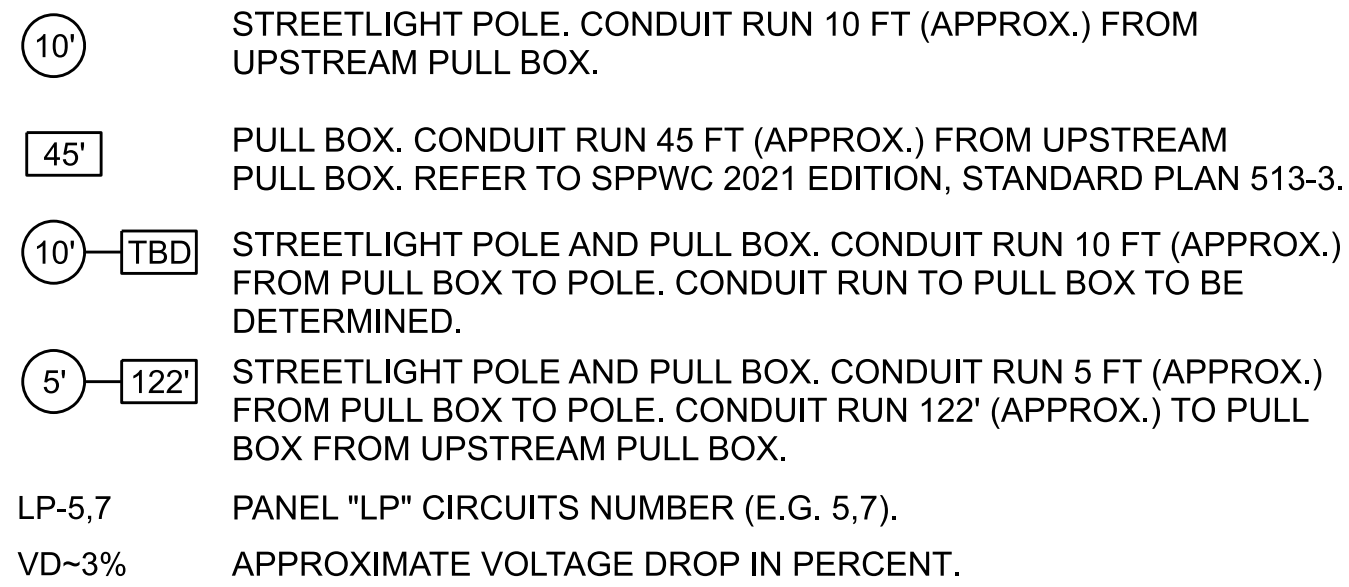 10' STREETLIGHT POLE. CONDUIT RUN 10 FT (APPROX.) FROM
UPSTREAM PULL BOX.
45' PULL BOX. CONDUIT RUN 45 FT (APPROX.) FROM UPSTREAM
PULL BOX. REFER TO SPPWC 2021 EDITION, STANDARD PLAN 513-3.
10' TBD STREETLIGHT POLE AND PULL BOX. CONDUIT RUN 10 FT (APPROX.)
FROM PULL BOX TO POLE. CONDUIT RUN TO PULL BOX TO BE
DETERMINED.
5' 122' STREETLIGHT POLE AND PULL BOX. CONDUIT RUN 5 FT (APPROX.)
FROM PULL BOX TO POLE. CONDUIT RUN 122' (APPROX.) TO PULL
BOX FROM UPSTREAM PULL BOX.
LP-5,7 PANEL "LP" CIRCUITS NUMBER (E.G. 5,7).
VD~3% APPROXIMATE VOLTAGE DROP IN PERCENT.